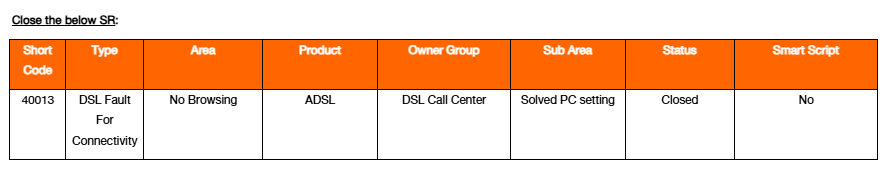 Close the below SR:
Short Code Type Area Product Owner Group Sub Area Status Smart Script
40013 DSL Fault For Connectivity No Browsing ADSL DSL Call Center Solved PC setting Closed No